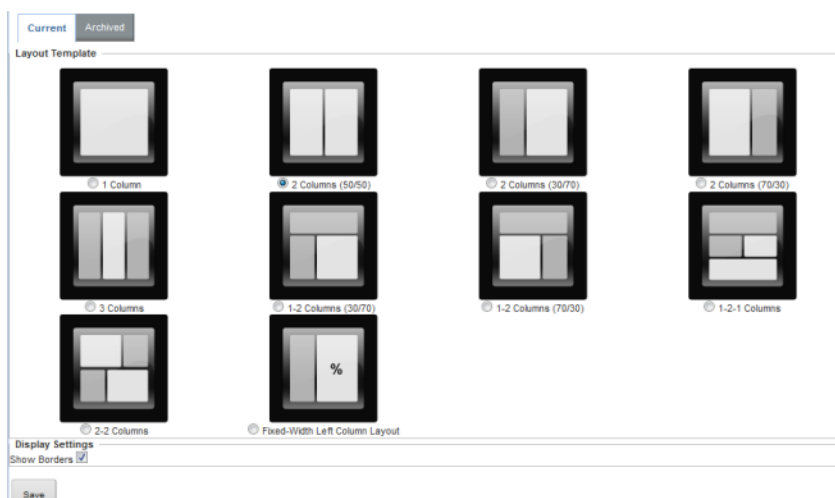 Current Archived
Layout Template
1 Column 2 Columns (50/50) 2 Columns (30/70) 2 Columns (70/30)
3 Columns 1-2 Columns (30/70) 1-2 Columns (70/30) 1-2-1 Columns
%
2-2 Columns Fixed-Width Left Column Layout
Display Settings
Show Borders
Save